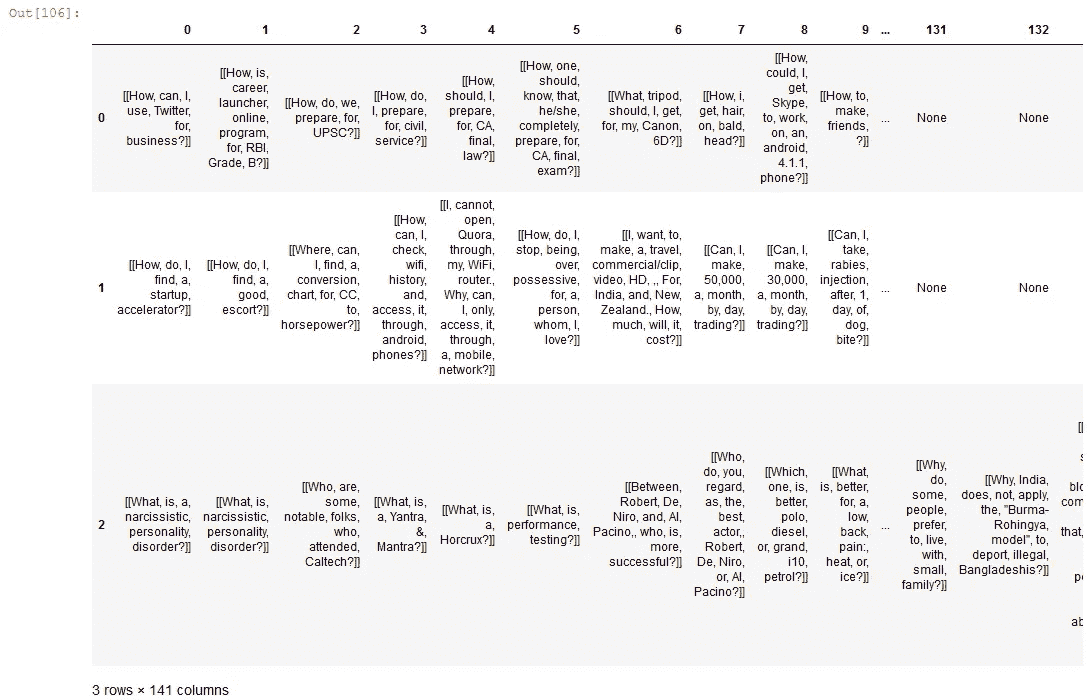 Out[106]:
0
1
2
3
4
5
6
7
8
9
...
131
132
0
[[How, can, I,
use, Twitter,
for,
business?]]
[[How, is,
career,
launcher,
online,
program,
for, RBI,
Grade, B?]]
[[How, do, we,
prepare, for,
UPSC?]]
[[How, do,
I, prepare,
for, civil,
service?]]
[[How,
should, I,
prepare,
for, CA,
final,
law?]]
[[How, one,
should,
know, that,
he/she,
completely,
prepare, for,
CA, final,
exam?]]
[[What, tripod,
should, I, get,
for, my, Canon,
6D?]]
[[How, i,
get, hair,
on, bald,
head?]]
[[How,
could, I,
get,
Skype,
to, work,
on, an,
android,
4.1.1,
phone?]]
[[How, to,
make,
friends,
?]]
...
None
None
1
[[How, do, I,
find, a,
startup,
accelerator?]]
[[How, do, I,
find, a,
good,
escort?]]
[[Where, can,
I, find, a,
conversion,
chart, for, CC,
to,
horsepower?]]
[[How,
can, I,
check,
wifi,
history,
and,
access, it,
through,
android,
phones?]]
[[I, cannot,
open,
Quora,
through,
my, WiFi,
router.,
Why, can,
I, only,
access, it,
through,
a, mobile,
network?]]
[[How, do, I,
stop, being,
over,
possessive,
for, a,
person,
whom, I,
love?]]
[[I, want, to,
make, a, travel,
commercial/clip,
video, HD, ,, For,
India, and, New,
Zealand., How,
much, will, it,
cost?]]
[[Can, I,
make,
50,000,
a, month,
by, day,
trading?]]
[[Can, I,
make,
30,000,
a, month,
by, day,
trading?]]
[[Can, I,
take,
rabies,
injection,
after, 1,
day, of,
dog,
bite?]]
...
None
None
2
[[What, is, a,
narcissistic,
personality,
disorder?]]
[[What, is,
narcissistic,
personality,
disorder?]]
[[Who, are,
some,
notable, folks,
who,
attended,
Caltech?]]
[[What, is,
a, Yantra,
&,
Mantra?]]
[[What, is,
a,
Horcrux?]]
[[What, is,
performance,
testing?]]
[[Between,
Robert, De,
Niro, and, Al,
Pacino,, who, is,
more,
successful?]]
[[Who,
do, you,
regard,
as, the,
best,
actor,,
Robert,
De, Niro,
or, Al,
Pacino?]]
[[Which,
one, is,
better,
polo,
diesel,
or, grand,
i10,
petrol?]]
[[What,
is, better,
for, a,
low,
back,
pain:,
heat, or,
ice?]]
...
[[Why,
do,
some,
people,
prefer,
to, live,
with,
small,
family?]]
[[Why, India,
does, not, apply,
the, "Burma-
Rohingya,
model", to,
deport, illegal,
Bangladeshis?]]
that,
3 rows × 141 columns